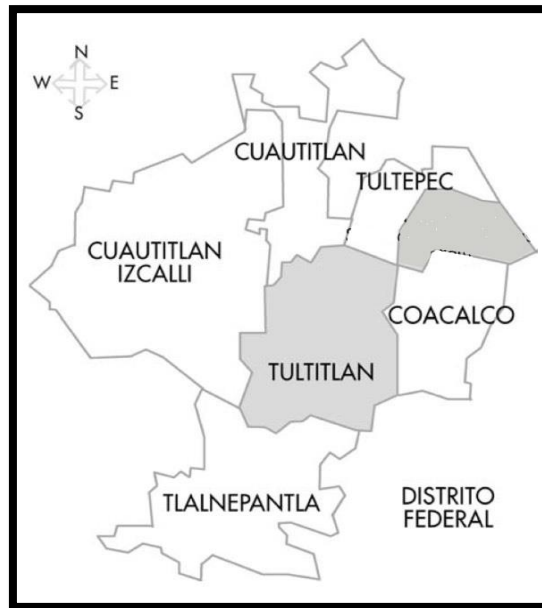 N
W E
S
CUAUTITLAN
TULTEPEC
CUAUTITLAN
IZCALLI
COACALCO
TULTITLAN
TLALNEPANTLA
DISTRITO
FEDERAL